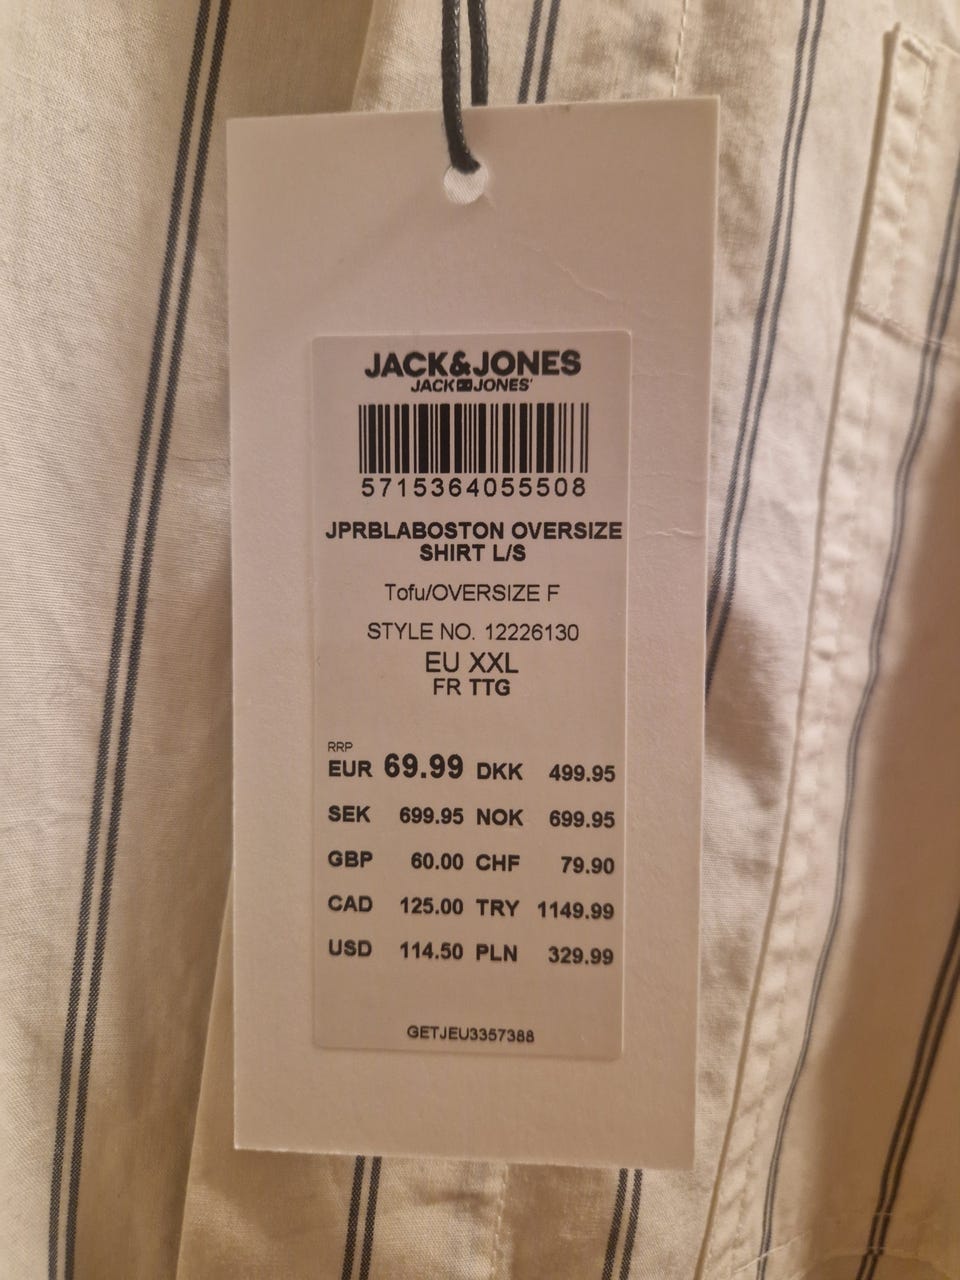 JACK&JONES
JACK JONES'
5715364055508
JPRBLABOSTON OVERSIZE
SHIRT L/S
Tofu/OVERSIZE F
STYLE NO. 12226130
EU XXL
FR TTG
RRP
EUR 69.99 DKK 499.95
SEK 699.95 NOK 699.95
GBP 60.00 CHF 79.90
CAD 125.00 TRY 1149.99
USD 114.50 PLN 329.99
GETJEU3357388